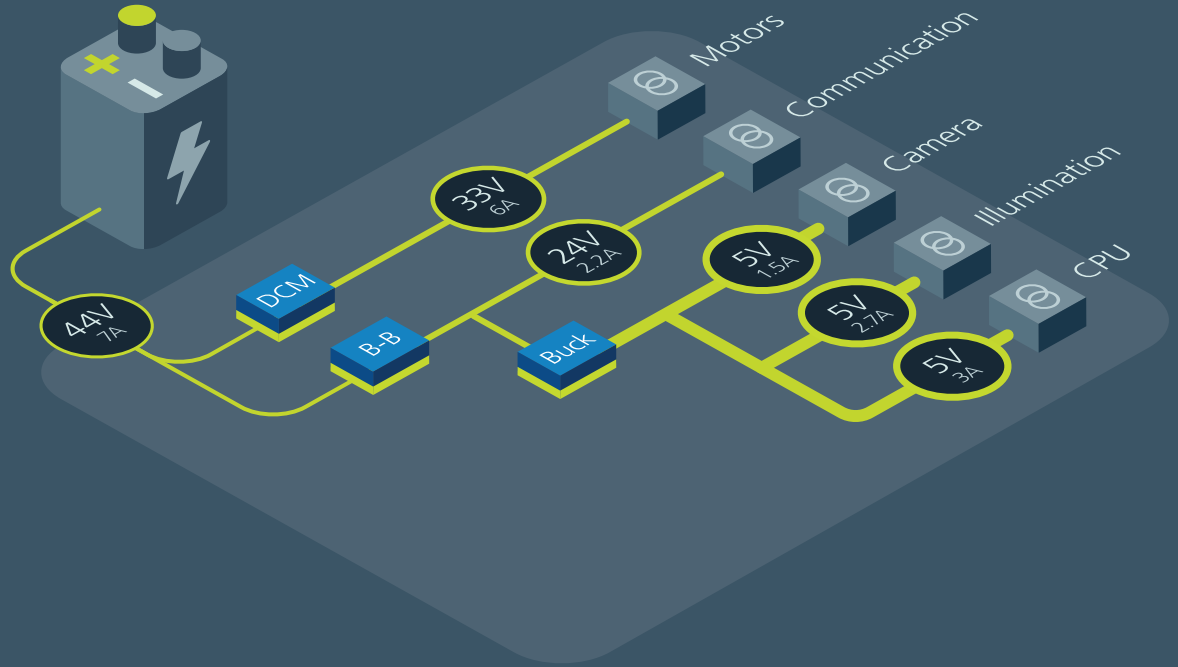 Motors
Communication
Camera
Illumination
CPU
33V
6A
24V
2.2A
5V
1.5A
5V
2.7A
5V
3A
44V
7A
DCM
B-B
Buck